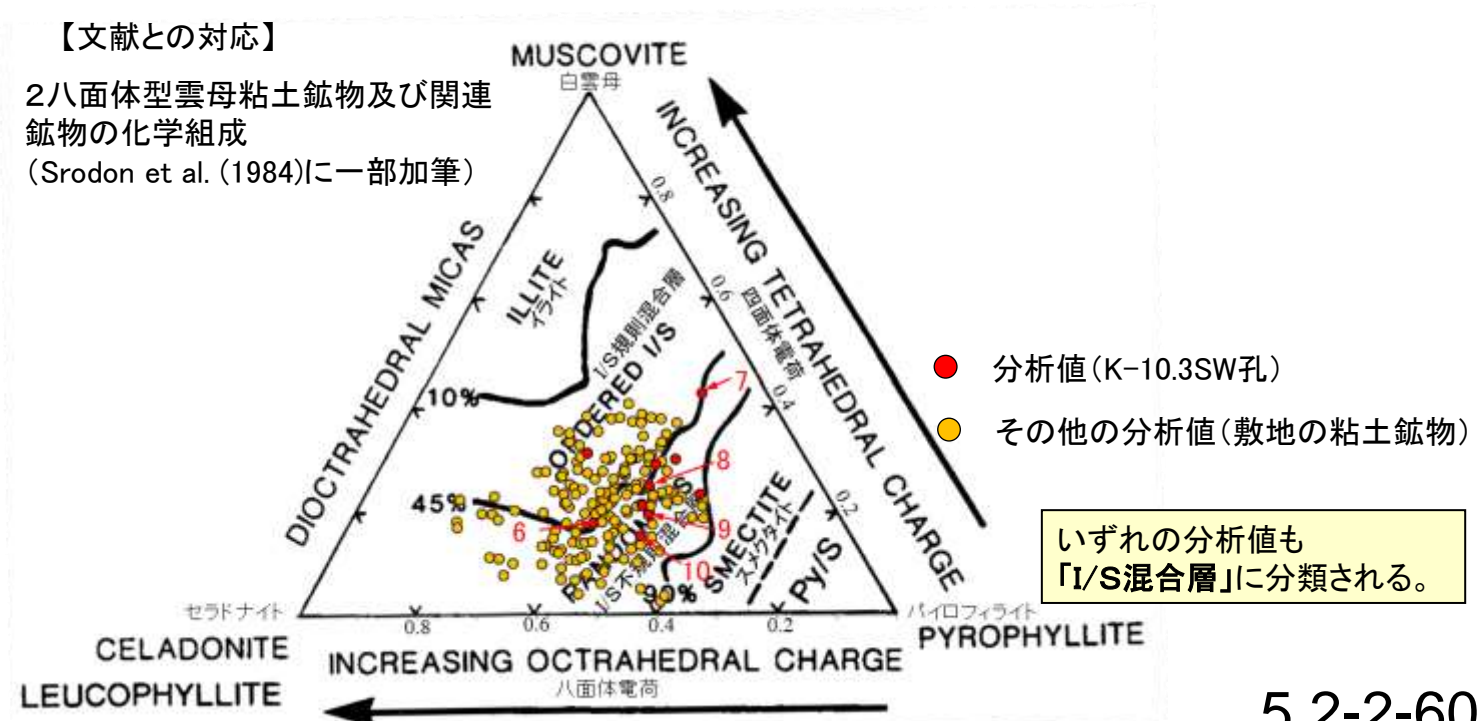 【文献との対応】
2八面体型雲母粘土鉱物及び関連
鉱物の化学組成
(Srodon et al. (1984)に一部加筆)
MUSCOVITE
白雲母
INCREASING TETRAHEDRAL CHARGE
四面体電荷
DIOCTRAHEDRAL MICAS
0.8
0.6
0.4
0.2
ILLITE
イライト
I/S規則混合層
ORDERED I/S
10%
45%
90%
I/S不規則混合層
SMECTITE
スメクタイト
Py/S
7
8
6
9
10
セラドナイト
パイロフィライト
0.8
0.6
0.4
0.2
CELADONITE
LEUCOPHYLLITE
INCREASING OCTRAHEDRAL CHARGE
八面体電荷
PYROPHYLLITE
分析値(K-10.3SW孔)
その他の分析値(敷地の粘土鉱物)
いずれの分析値も
「I/S混合層」に分類される。
5.2-2-60